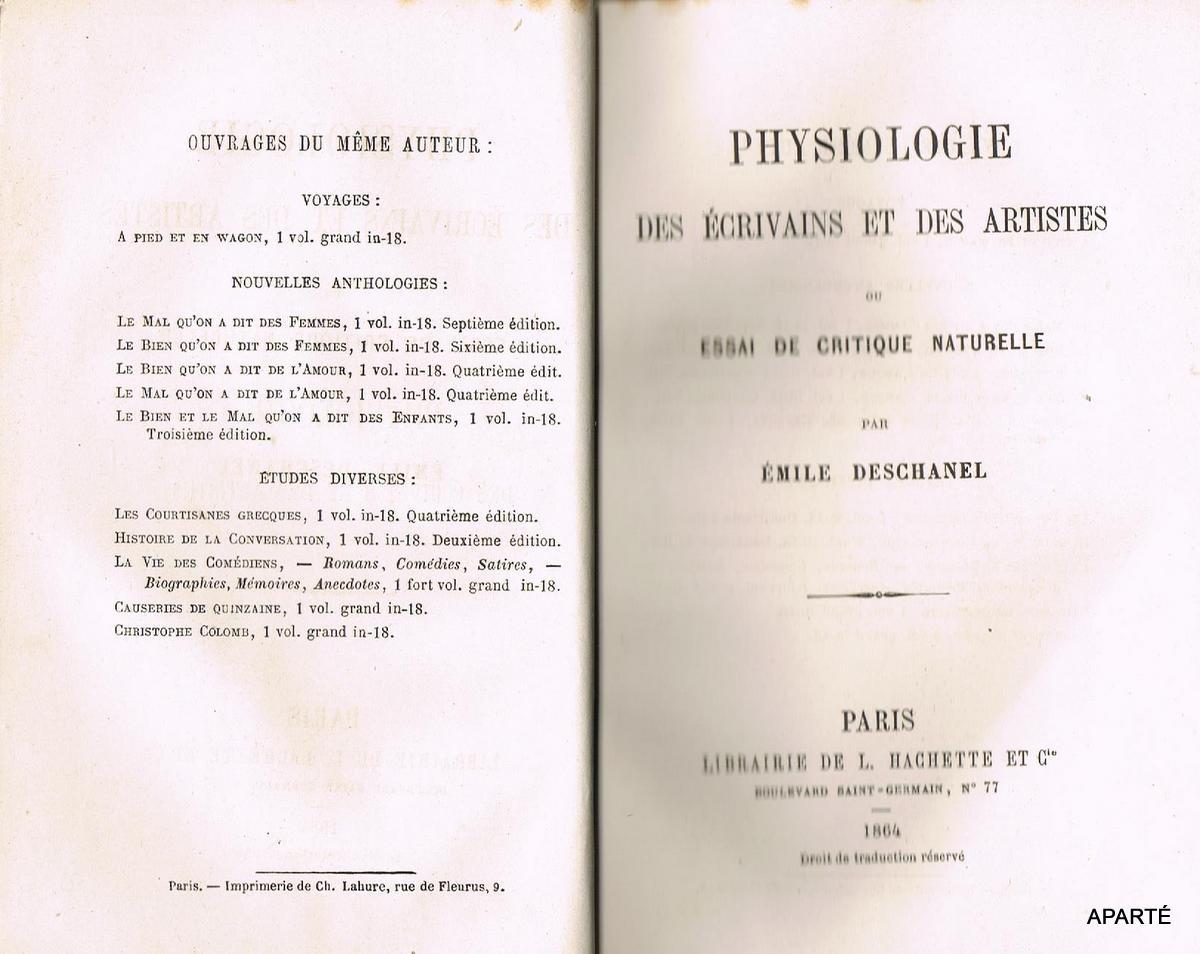 OUVRAGES DU MÊME AUTEUR :
VOYAGES :
A PIED ET EN WAGON, 1 vol. grand in-18.
NOUVELLES ANTHOLOGIES :
LE MAL QU'ON A DIT DES FEMMES, 1 vol. in-18. Septième édition.
LE BIEN QU'ON A DIT DES FEMMES, 1 vol. in-18. Sixième édition.
LE BIEN QU'ON A DIT DE L'AMOUR, 1 vol. in-18. Quatrième édit.
LE MAL QU'ON A DIT DE L'AMOUR, 1 vol. in-18. Quatrième édit.
LE BIEN ET LE MAL QU'ON A DIT DES ENFANTS, 1 vol. in-18.
Troisième édition.
ÉTUDES DIVERSES :
LES COURTISANES GRECQUES, 1 vol. in-18. Quatrième édition.
HISTOIRE DE LA CONVERSATION, 1 vol. in-18. Deuxième édition.
LA VIE DES COMÉDIENS, — Romans, Comédies, Satires, —
Biographies, Mémoires, Anecdotes, 1 fort vol. grand in-18.
CAUSERIES DE QUINZAINE, 1 vol. grand in-18.
CHRISTOPHE COLOMB, 1 vol. grand in-18.
Paris. — Imprimerie de Ch. Lahure, rue de Fleurus, 9.
PHYSIOLOGIE
DES ÉCRIVAINS ET DES ARTISTES
OU
ESSAI DE CRITIQUE NATURELLE
PAR
ÉMILE DESCHANEL
PARIS
LIBRAIRIE DE L. HACHETTE ET Cie
BOULEVARD SAINT-GERMAIN, N° 77
1864
Droit de traduction réservé
APARTÉ